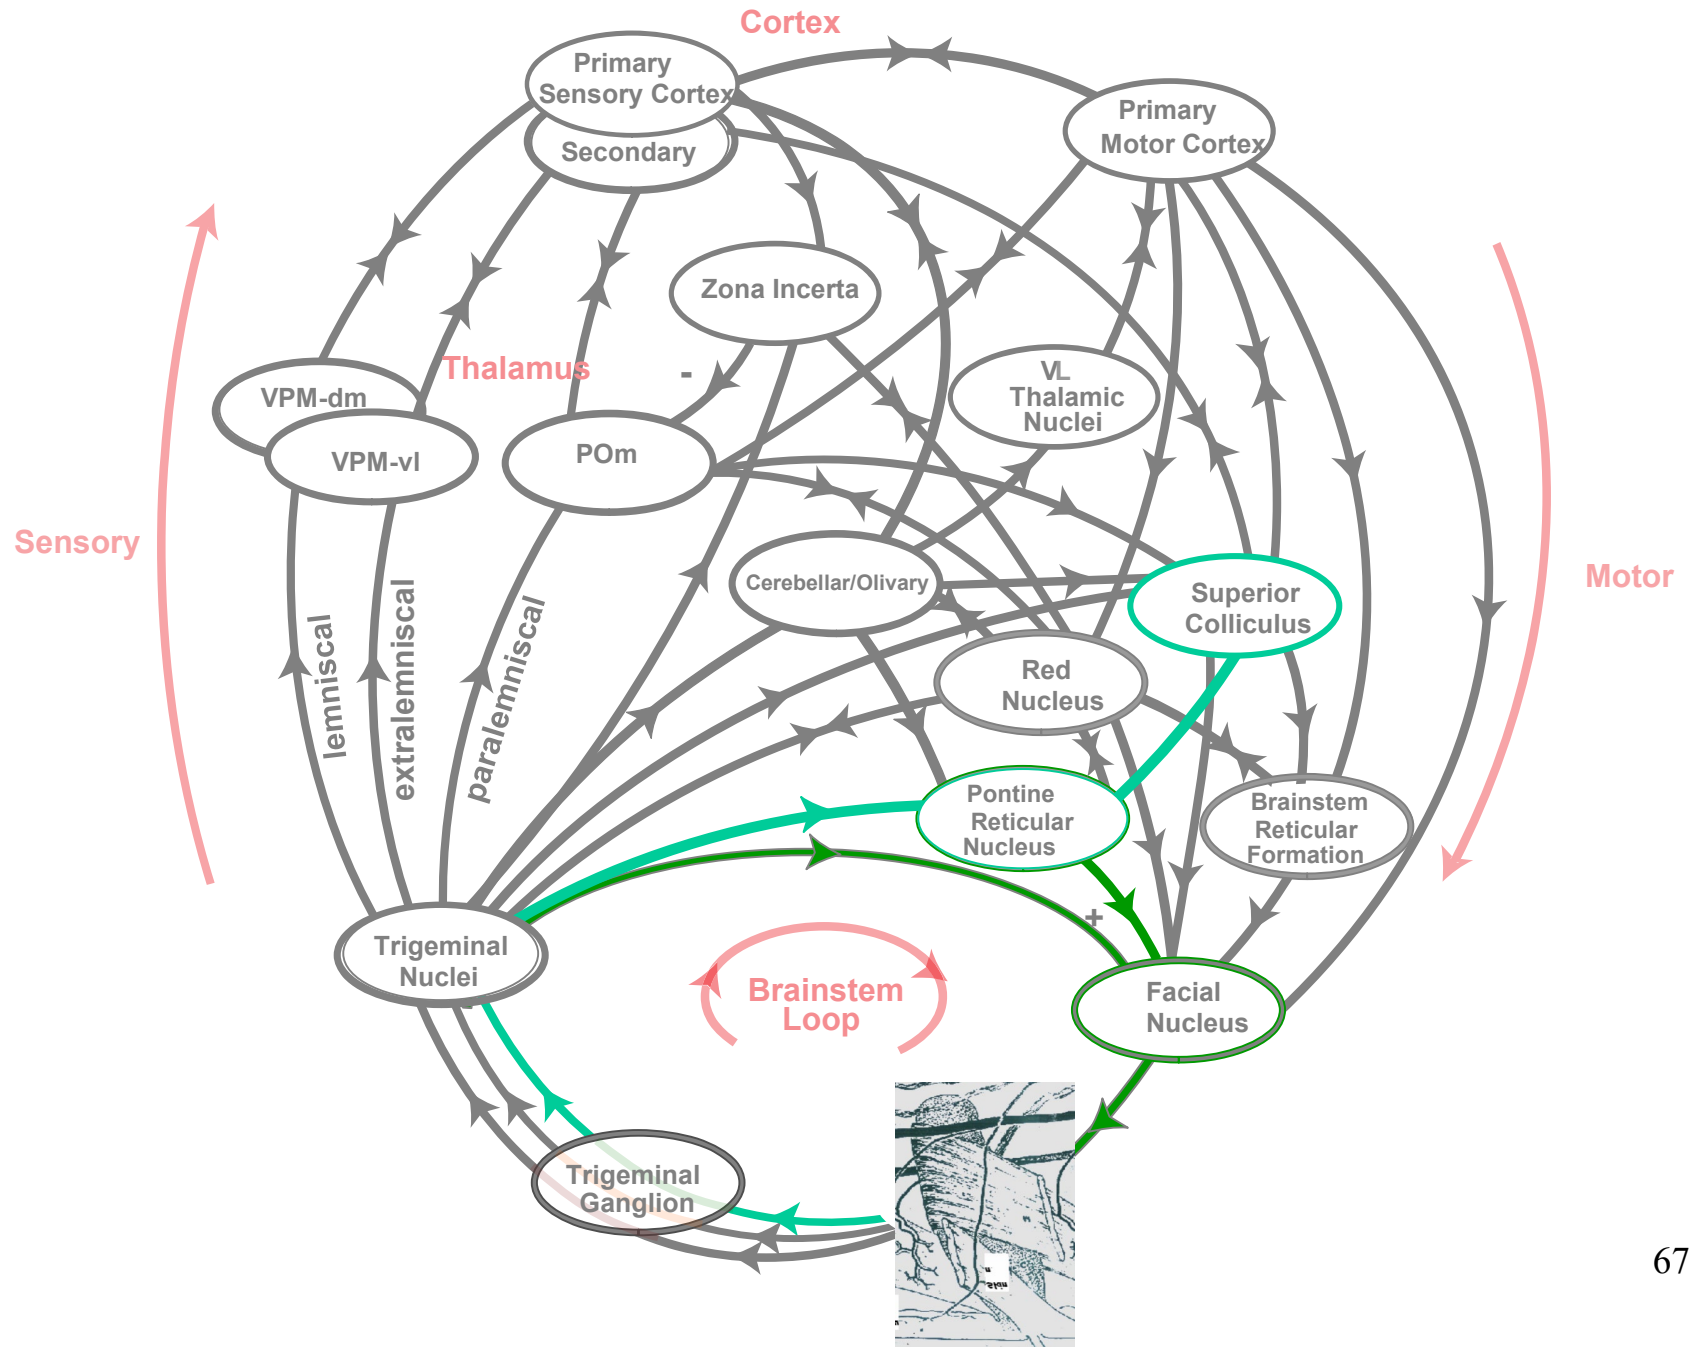 Cortex
Primary
Sensory Cortex
Secondary
Primary
Motor Cortex
Zona Incerta
Thalamus
-
VPM-dm
VPM-vl
POm
VL
Thalamic
Nuclei
Sensory
Motor
lemniscal
extralemniscal
paralemniscal
Cerebellar/Olivary
Superior
Colliculus
Red
Nucleus
Pontine
Reticular
Nucleus
Brainstem
Reticular
Formation
+
Trigeminal
Nuclei
Brainstem
Loop
Facial
Nucleus
Trigeminal
Ganglion
67